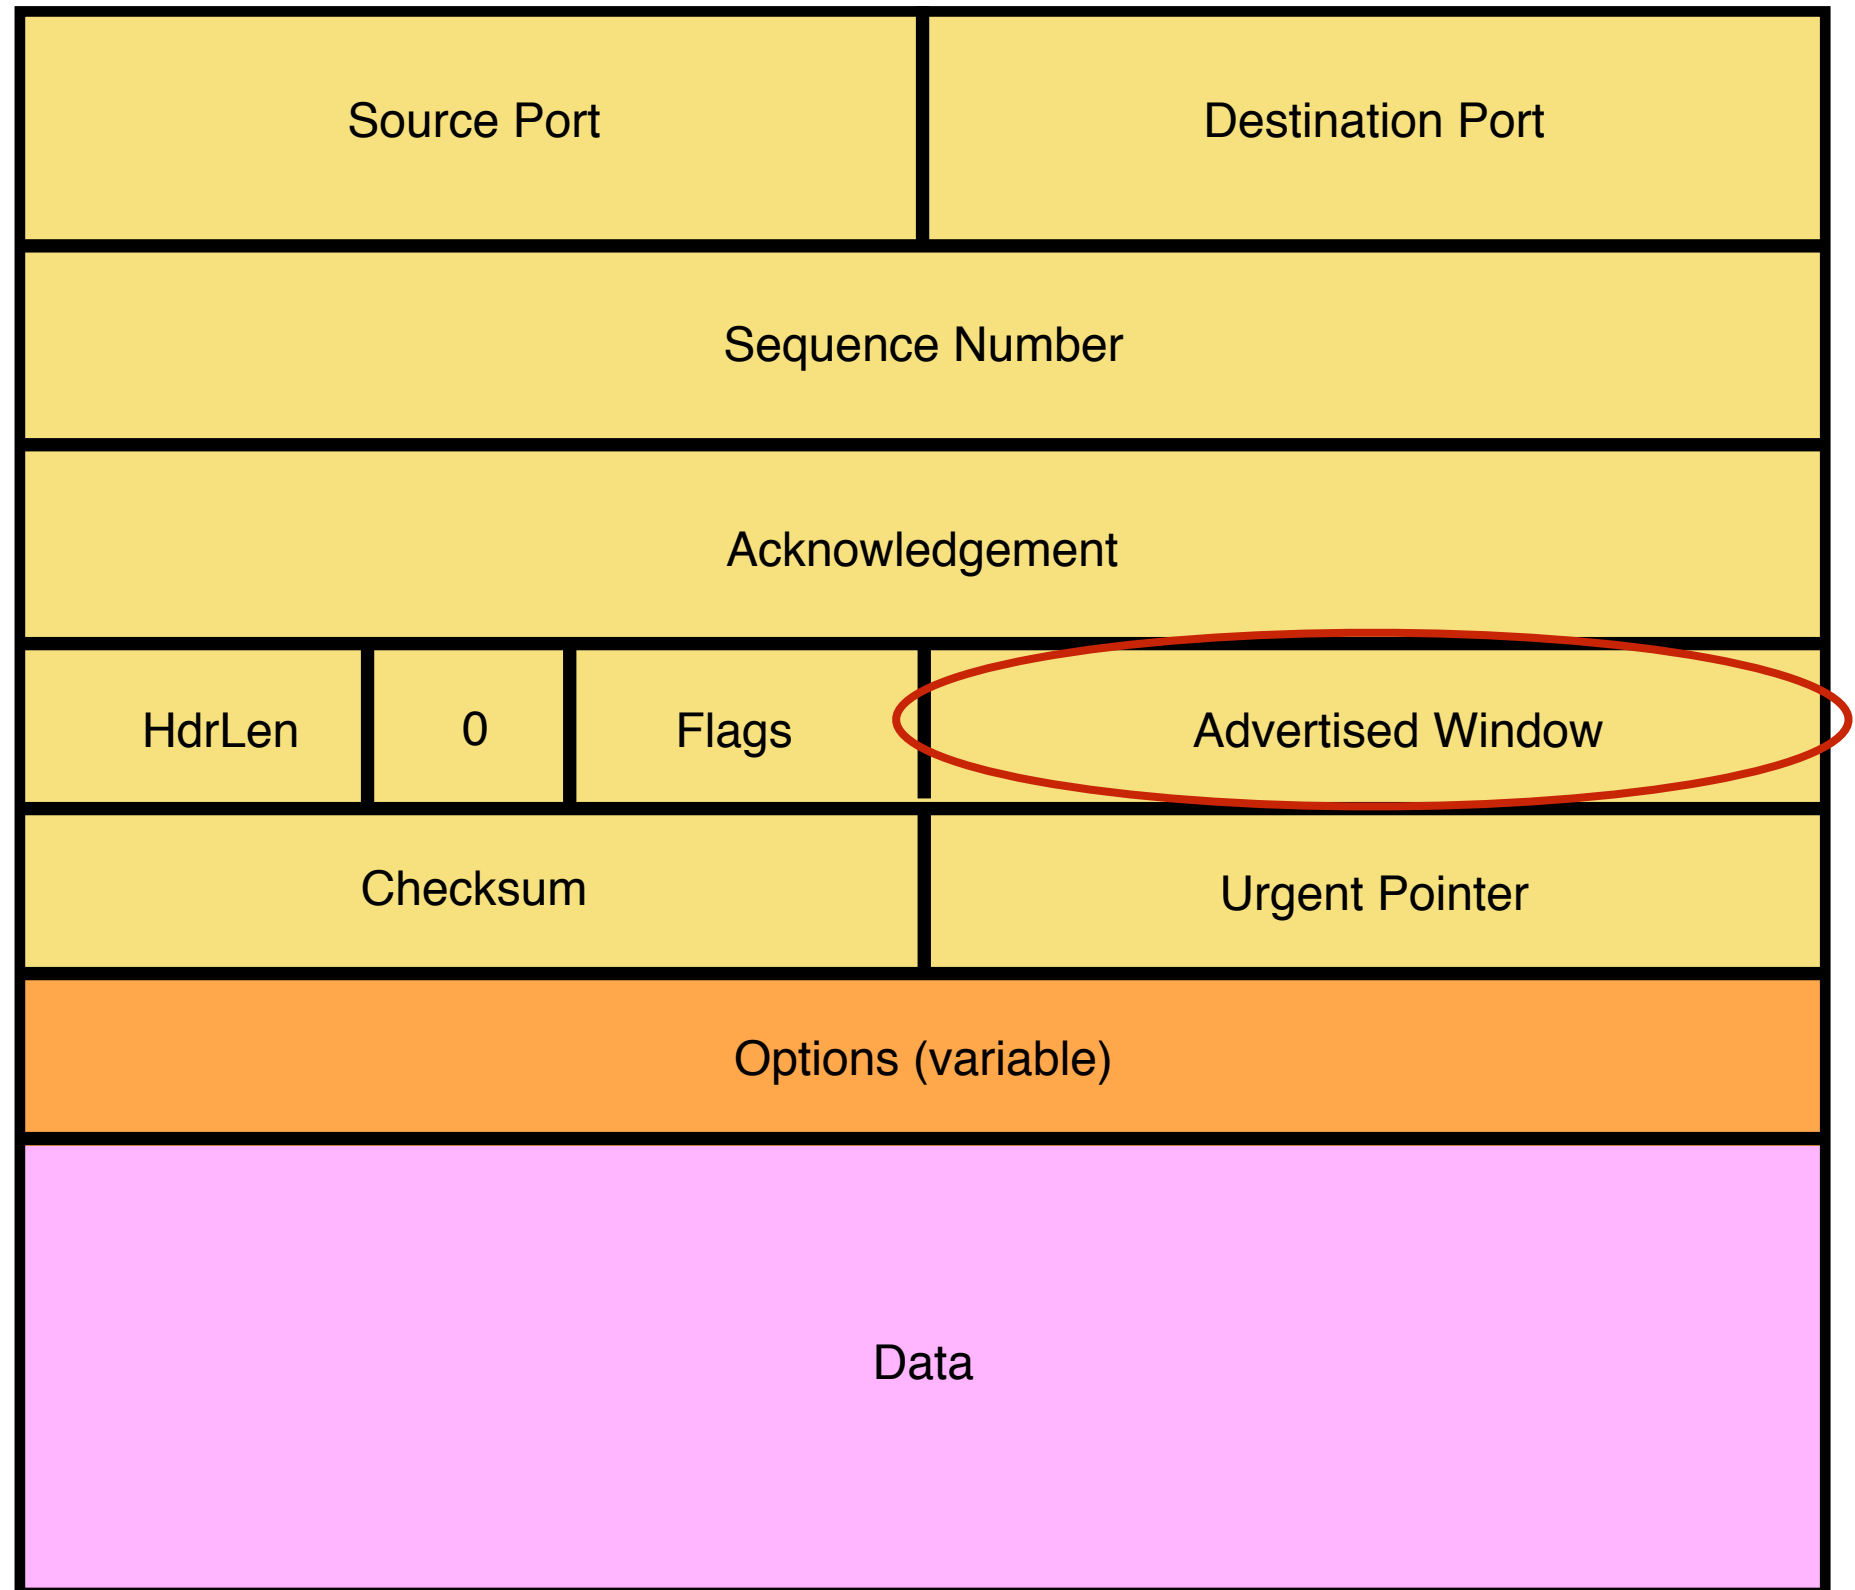 Source Port
Destination Port
Sequence Number
Acknowledgement
HdrLen
0
Flags
Advertised Window
Checksum
Urgent Pointer
Options (variable)
Data